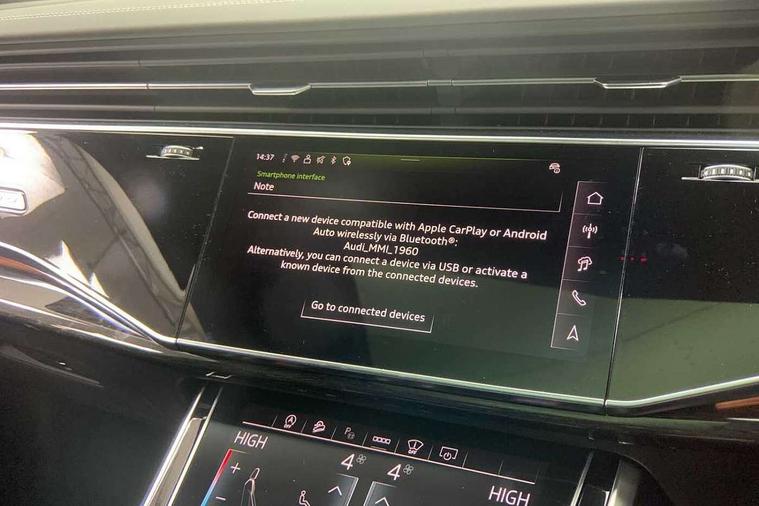 14:37
Smartphone interface
Note
Connect a new device compatible with Apple CarPlay or Android
Auto wirelessly via Bluetooth®:
Audi_MMI_1960
Alternatively, you can connect a device via USB or activate a
known device from the connected devices.
Go to connected devices
OFF
HIGH
4
4
HIGH